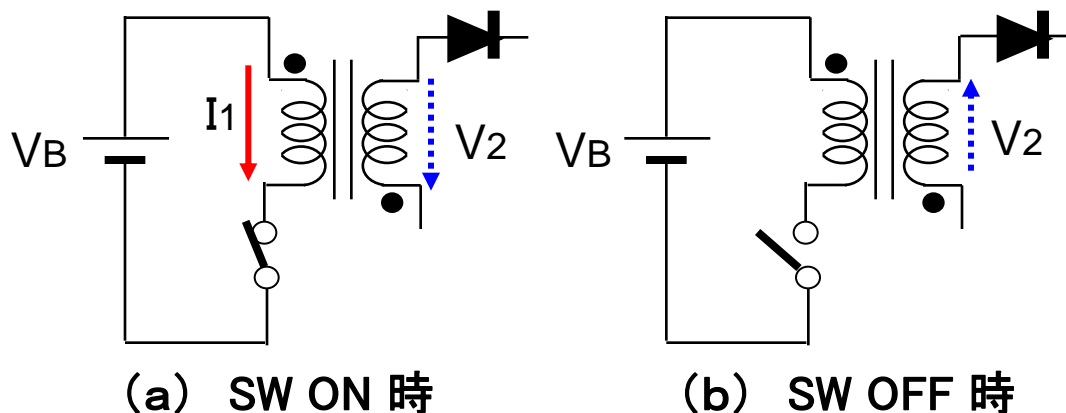 I1
VB
V2
(a) SW ON 時
VB
V2
(b) SW OFF 時